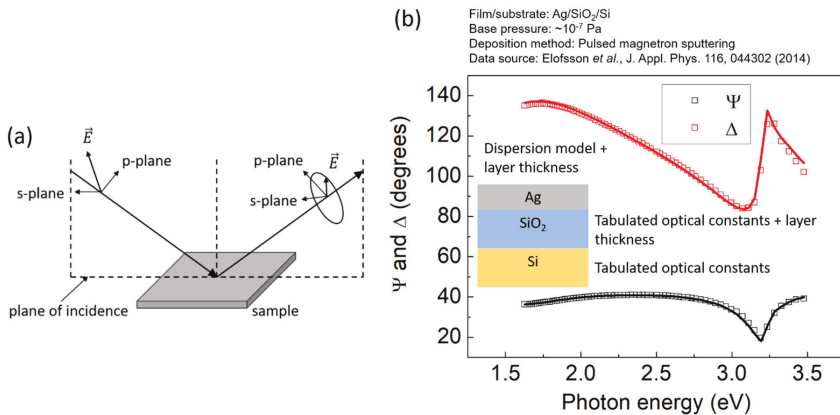 (a)
E
p-plane
s-plane
p-plane
E
s-plane
plane of incidence
sample
(b)
Film/substrate: Ag/SiO₂/Si
Base pressure: ~10⁻⁷ Pa
Deposition method: Pulsed magnetron sputtering
Data source: Elofsson et al., J. Appl. Phys. 116, 044302 (2014)
Ψ and Δ (degrees)
140
120
100
80
60
40
20
Ψ
Δ
Dispersion model +
layer thickness
Ag
SiO₂
Si
Tabulated optical constants + layer
thickness
Tabulated optical constants
1.5 2.0 2.5 3.0 3.5
Photon energy (eV)